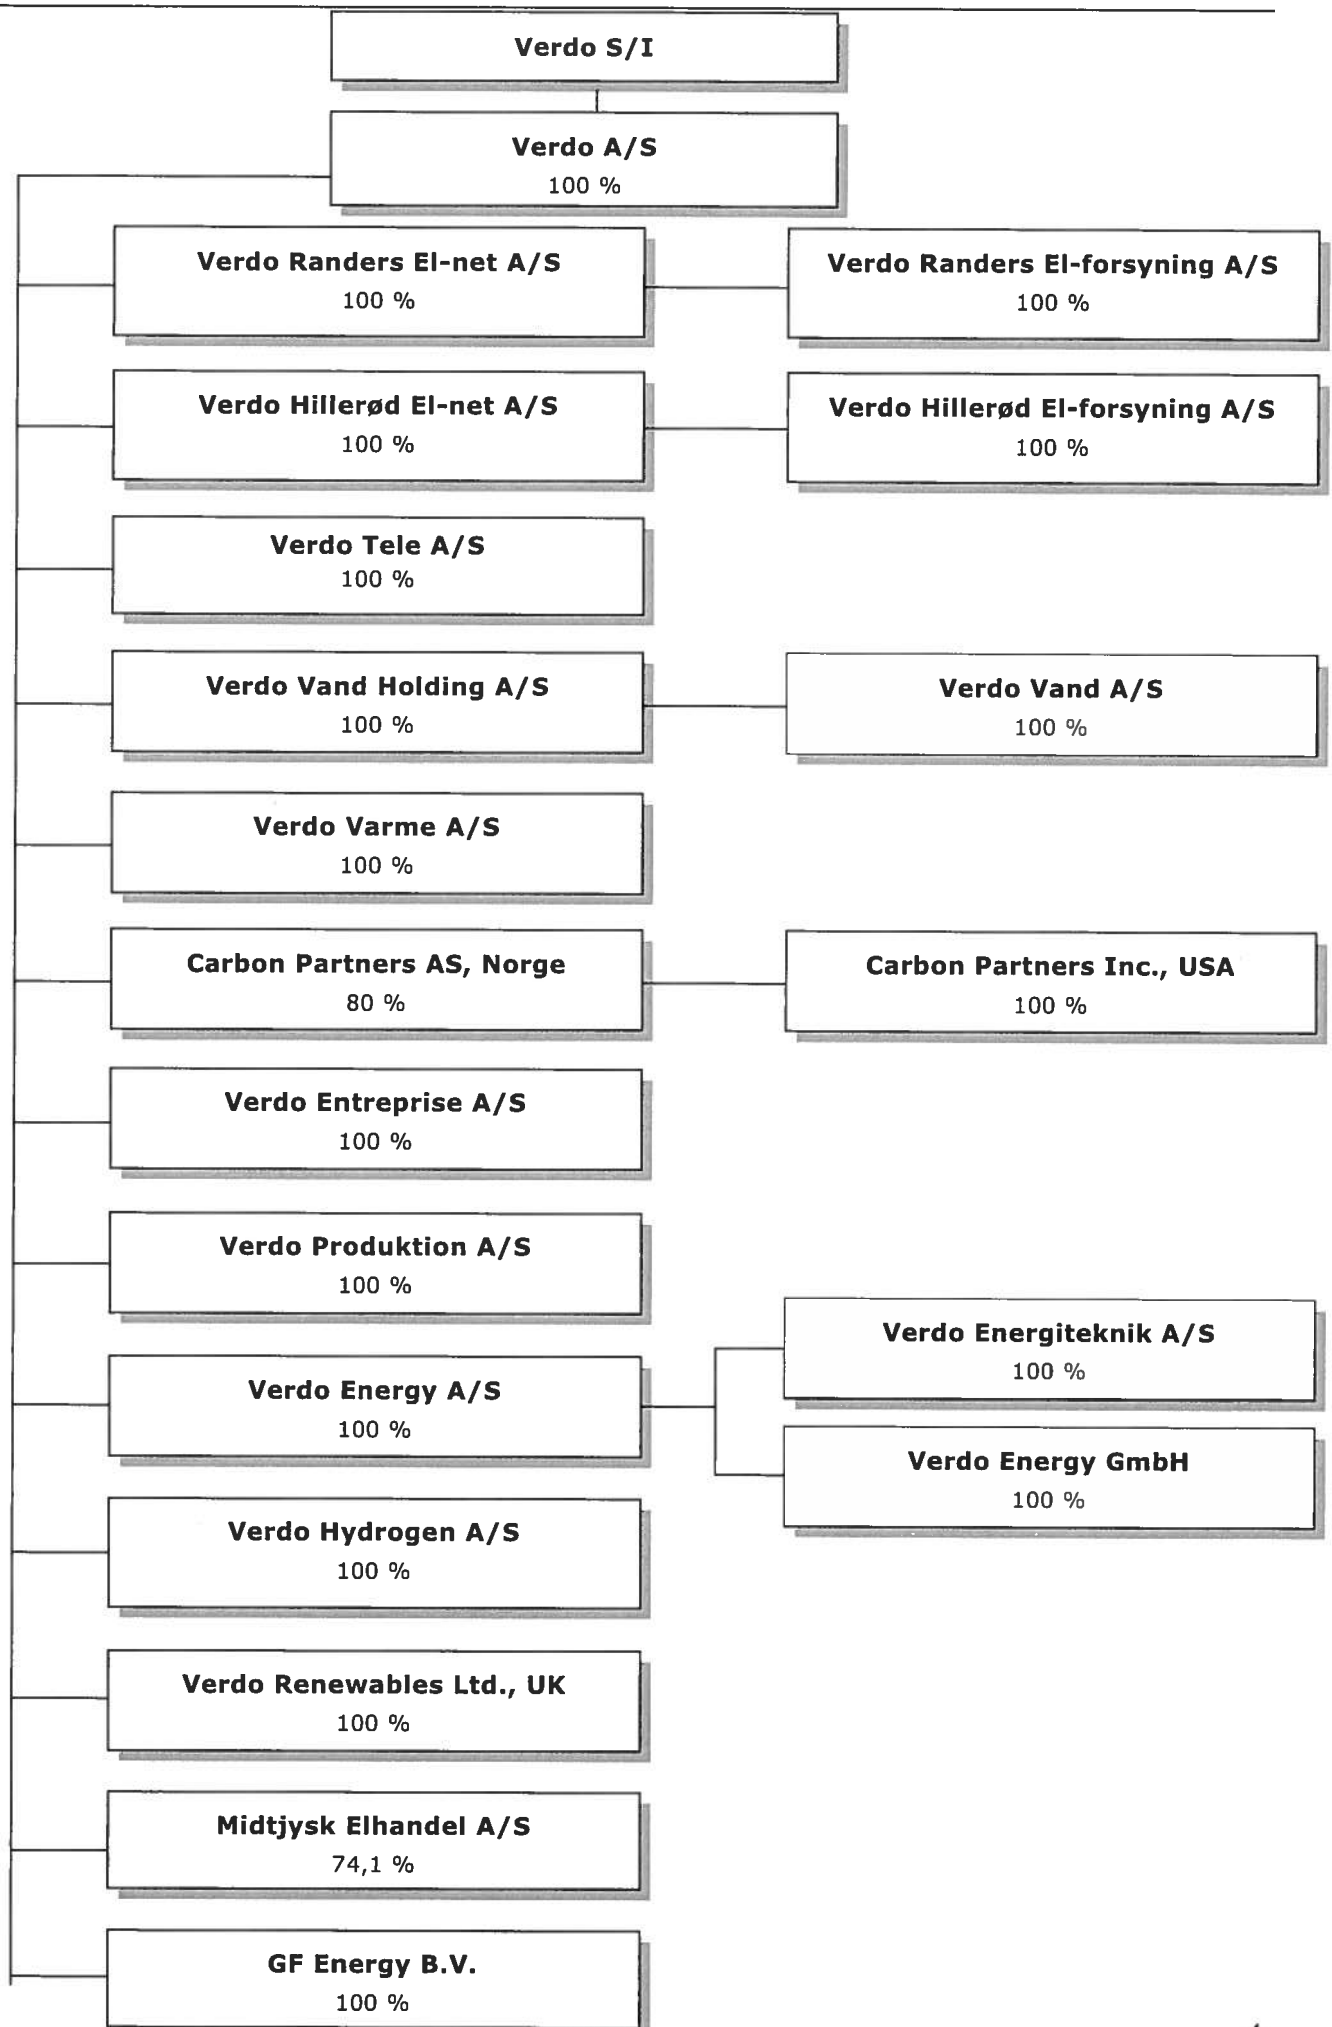 Verdo S/I
Verdo A/S
100 %
Verdo Randers El-net A/S
100 %
Verdo Randers El-forsyning A/S
100 %
Verdo Hillerød El-net A/S
100 %
Verdo Hillerød El-forsyning A/S
100 %
Verdo Tele A/S
100 %
Verdo Vand Holding A/S
100 %
Verdo Vand A/S
100 %
Verdo Varme A/S
100 %
Carbon Partners AS, Norge
80 %
Carbon Partners Inc., USA
100 %
Verdo Entreprise A/S
100 %
Verdo Produktion A/S
100 %
Verdo Energy A/S
100 %
Verdo Energiteknik A/S
100 %
Verdo Energy GmbH
100 %
Verdo Hydrogen A/S
100 %
Verdo Renewables Ltd., UK
100 %
Midtjysk Elhandel A/S
74,1 %
GF Energy B.V.
100 %